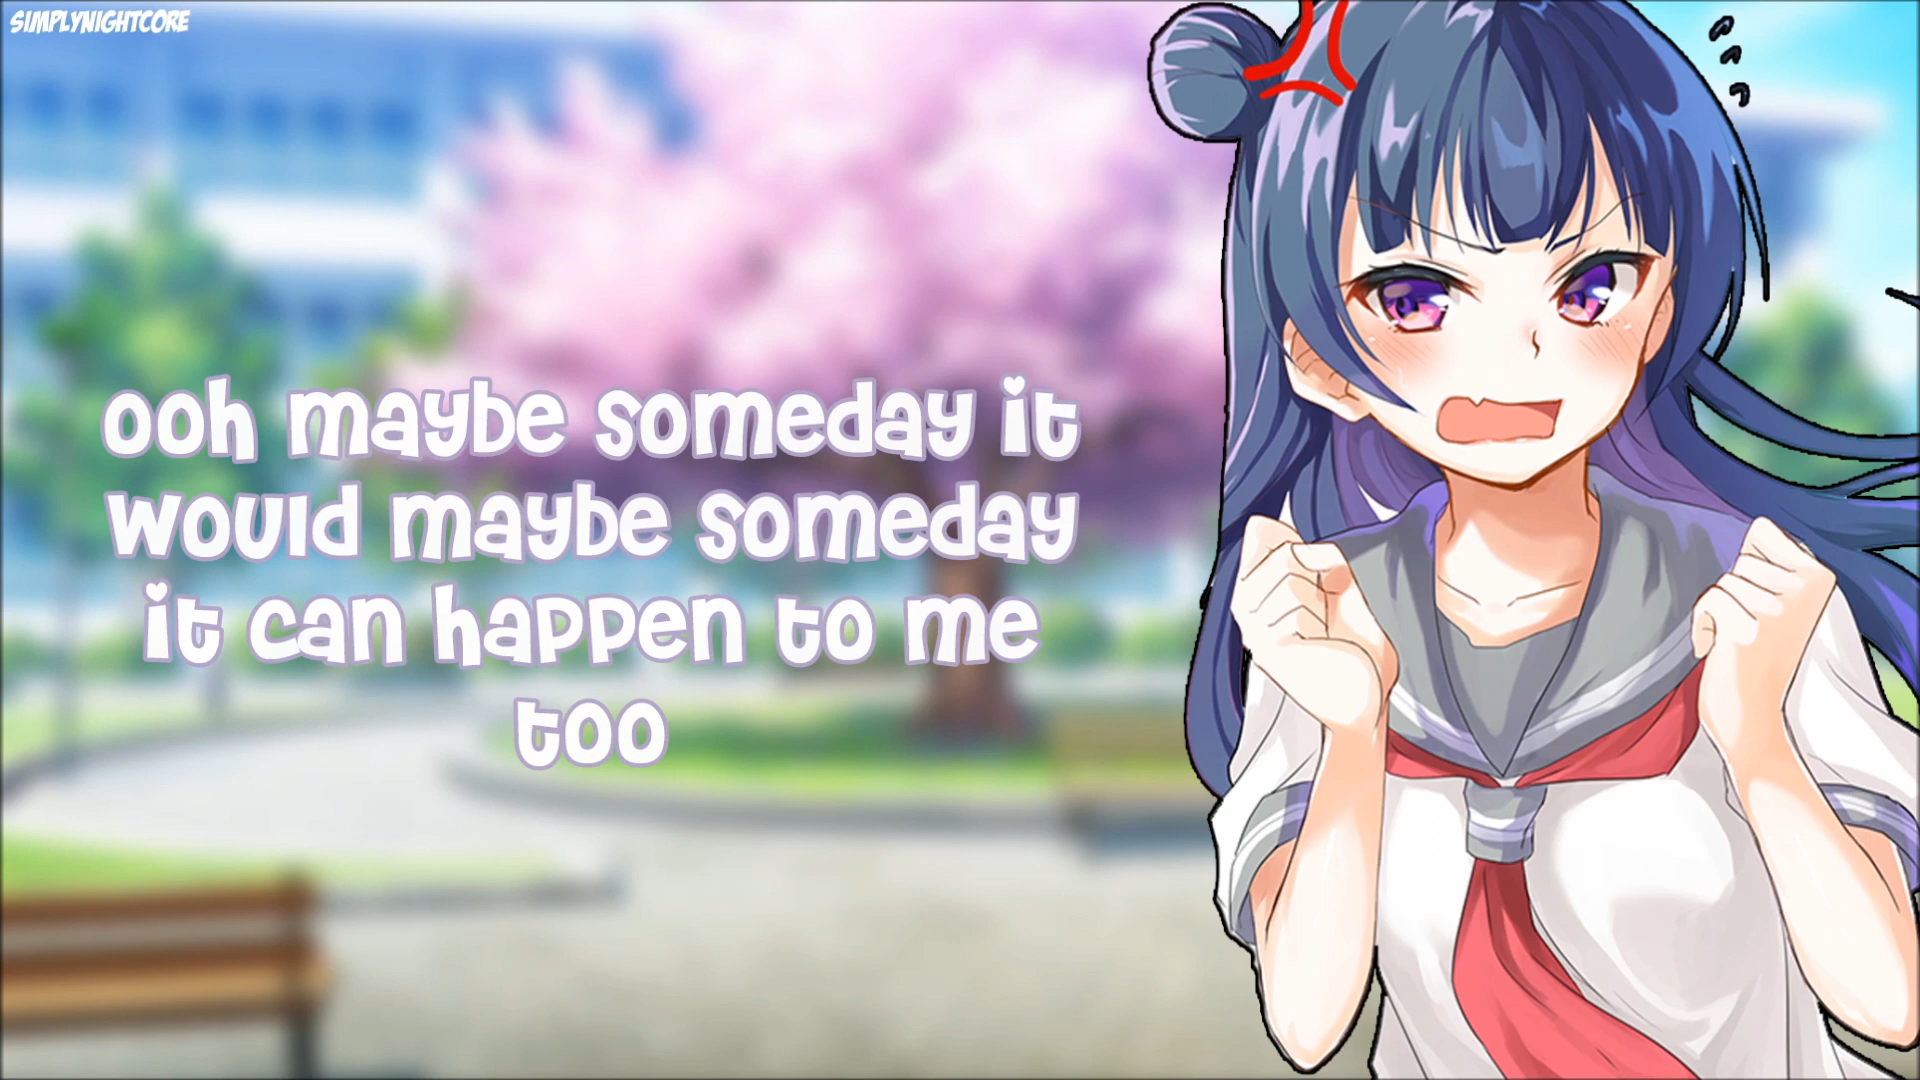 SIMPLYNIGHTCORE
ooh maybe someday it
would maybe someday
it can happen to me
too